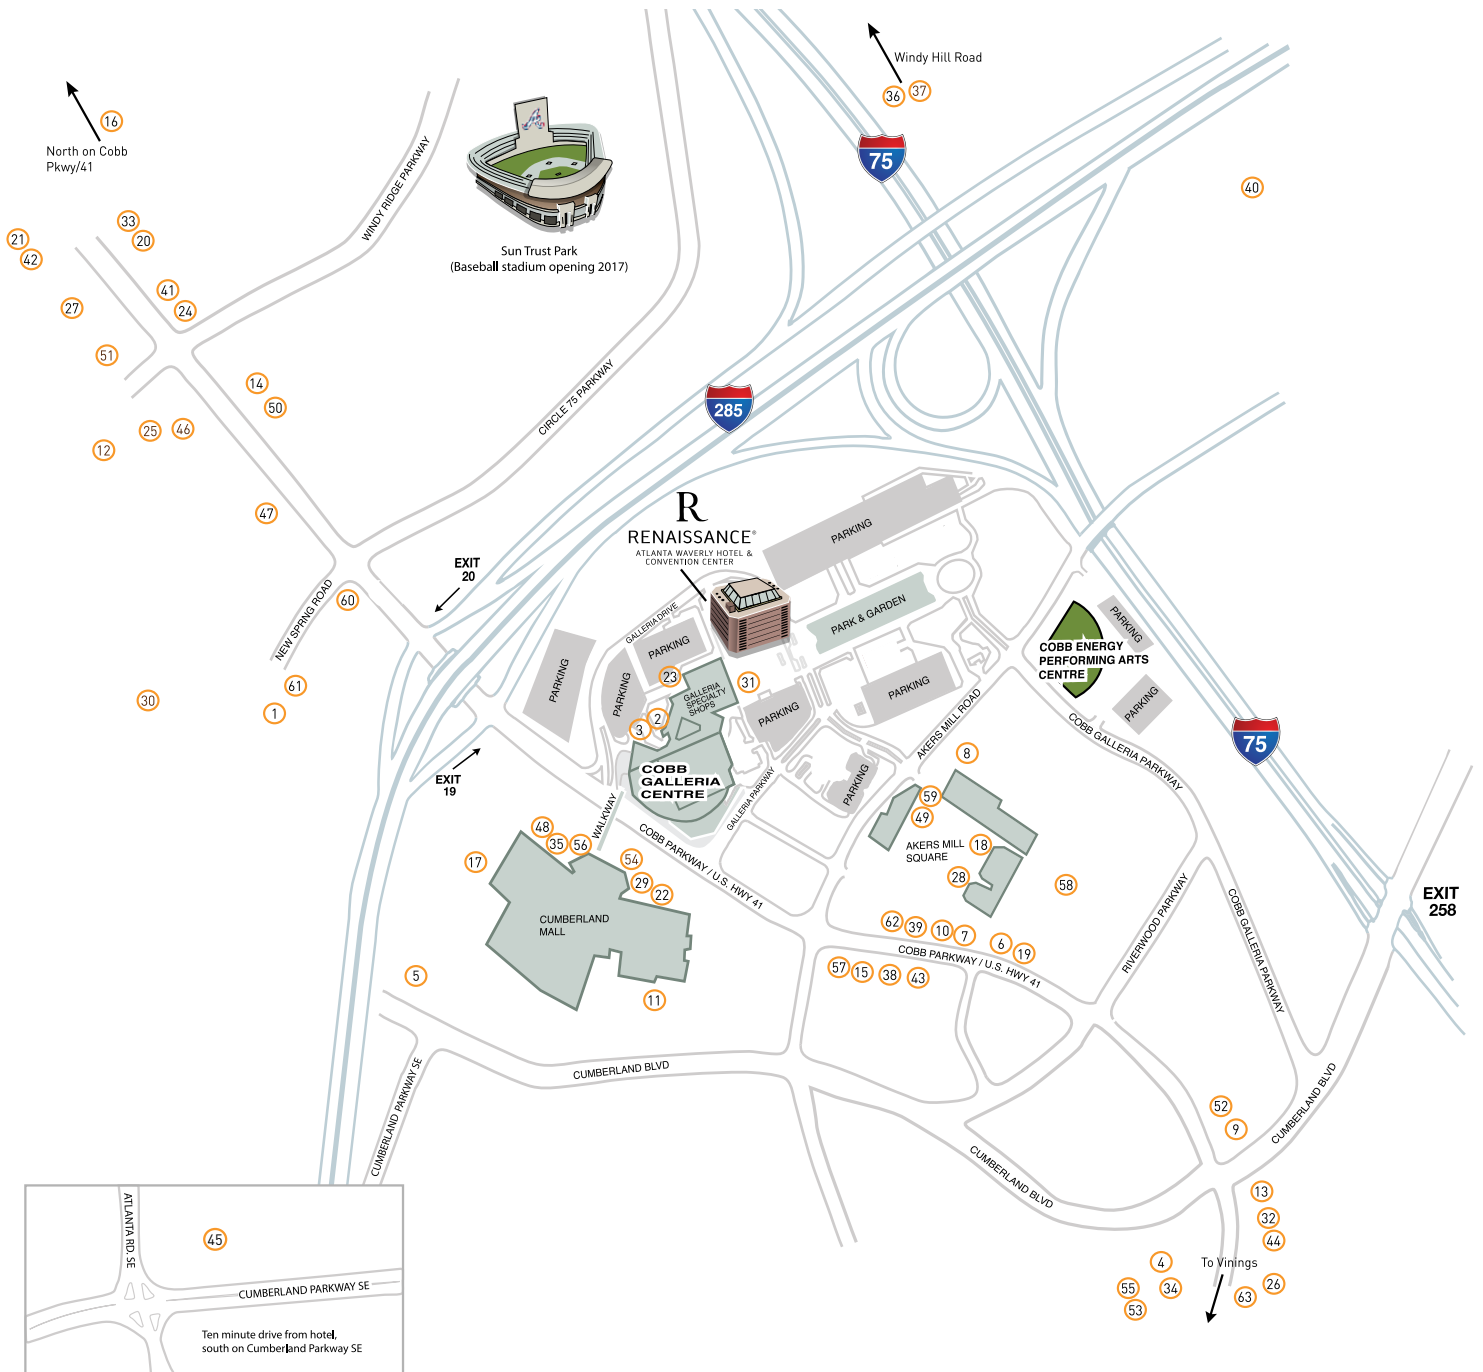 Windy Hill Road
36
37
16
North on Cobb
Pkwy/41
75
WINDY RIDGE PARKWAY
40
33
20
21
42
Sun Trust Park
(Baseball stadium opening 2017)
41
24
27
51
14
50
285
CIRCLE 75 PARKWAY
25
46
12
47
R
RENAISSANCE®
ATLANTA WAVERLY HOTEL &
CONVENTION CENTER
PARKING
EXIT
20
NEW SPRNG ROAD
60
GALLERIA DRIVE
PARK & GARDEN
PARKING
COBB ENERGY
PERFORMING ARTS
CENTRE
PARKING
PARKING
PARKING
PARKING
PARKING
PARKING
23
31
GALLERIA
SPECIALTY
SHOPS
61
30
1
2
3
AKERS MILL ROAD
COBB GALLERIA PARKWAY
75
EXIT
19
COBB
GALLERIA
CENTRE
8
PARKING
GALLERIA PARKWAY
WALKWAY
59
49
48
35
56
17
54
29
22
COBB PARKWAY / U.S. HWY 41
AKERS MILL
SQUARE
18
28
58
CUMBERLAND
MALL
EXIT
258
62
39
10
7
6
19
COBB PARKWAY / U.S. HWY 41
RIVERWOOD PARKWAY
COBB GALLERIA PARKWAY
57
15
38
43
5
11
CUMBERLAND BLVD
CUMBERLAND PARKWAY SE
52
9
CUMBERLAND BLVD
CUMBERLAND BLVD
13
32
44
To Vinings
4
34
55
53
26
63
ATLANTA RD. SE
45
CUMBERLAND PARKWAY SE
Ten minute drive from hotel,
south on Cumberland Parkway SE